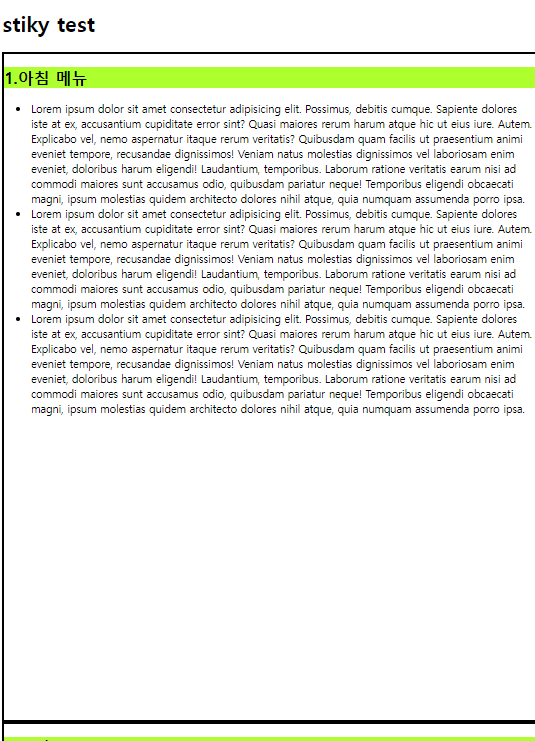 stiky test
1.아침 메뉴
• Lorem ipsum dolor sit amet consectetur adipisicing elit. Possimus, debitis cumque. Sapiente dolores
iste at ex, accusantium cupiditate error sint? Quasi maiores rerum harum atque hic ut eius iure. Autem.
Explicabo vel, nemo aspernatur itaque rerum veritatis? Quibusdam quam facilis ut praesentium animi
eveniet tempore, recusandae dignissimos! Veniam natus molestias dignissimos vel laboriosam enim
eveniet, doloribus harum eligendi! Laudantium, temporibus. Laborum ratione veritatis earum nisi ad
commodi maiores sunt accusamus odio, quibusdam pariatur neque! Temporibus eligendi obcaecati
magni, ipsum molestias quidem architecto dolores nihil atque, quia numquam assumenda porro ipsa.
• Lorem ipsum dolor sit amet consectetur adipisicing elit. Possimus, debitis cumque. Sapiente dolores
iste at ex, accusantium cupiditate error sint? Quasi maiores rerum harum atque hic ut eius iure. Autem.
Explicabo vel, nemo aspernatur itaque rerum veritatis? Quibusdam quam facilis ut praesentium animi
eveniet tempore, recusandae dignissimos! Veniam natus molestias dignissimos vel laboriosam enim
eveniet, doloribus harum eligendi! Laudantium, temporibus. Laborum ratione veritatis earum nisi ad
commodi maiores sunt accusamus odio, quibusdam pariatur neque! Temporibus eligendi obcaecati
magni, ipsum molestias quidem architecto dolores nihil atque, quia numquam assumenda porro ipsa.
• Lorem ipsum dolor sit amet consectetur adipisicing elit. Possimus, debitis cumque. Sapiente dolores
iste at ex, accusantium cupiditate error sint? Quasi maiores rerum harum atque hic ut eius iure. Autem.
Explicabo vel, nemo aspernatur itaque rerum veritatis? Quibusdam quam facilis ut praesentium animi
eveniet tempore, recusandae dignissimos! Veniam natus molestias dignissimos vel laboriosam enim
eveniet, doloribus harum eligendi! Laudantium, temporibus. Laborum ratione veritatis earum nisi ad
commodi maiores sunt accusamus odio, quibusdam pariatur neque! Temporibus eligendi obcaecati
magni, ipsum molestias quidem architecto dolores nihil atque, quia numquam assumenda porro ipsa.